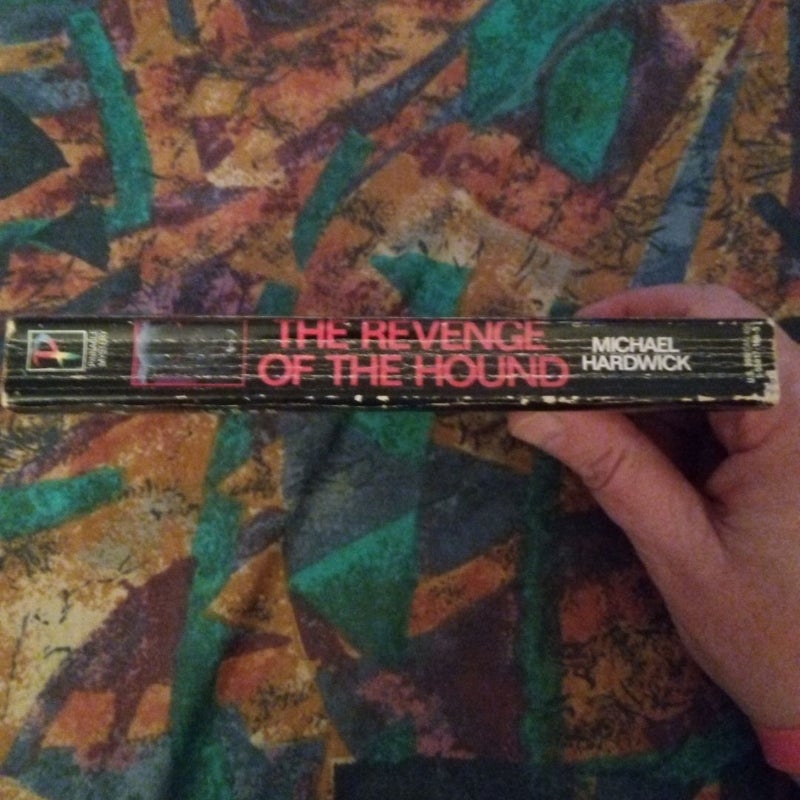 THE REVENGE
OF THE HOUND
MICHAEL
HARDWICK